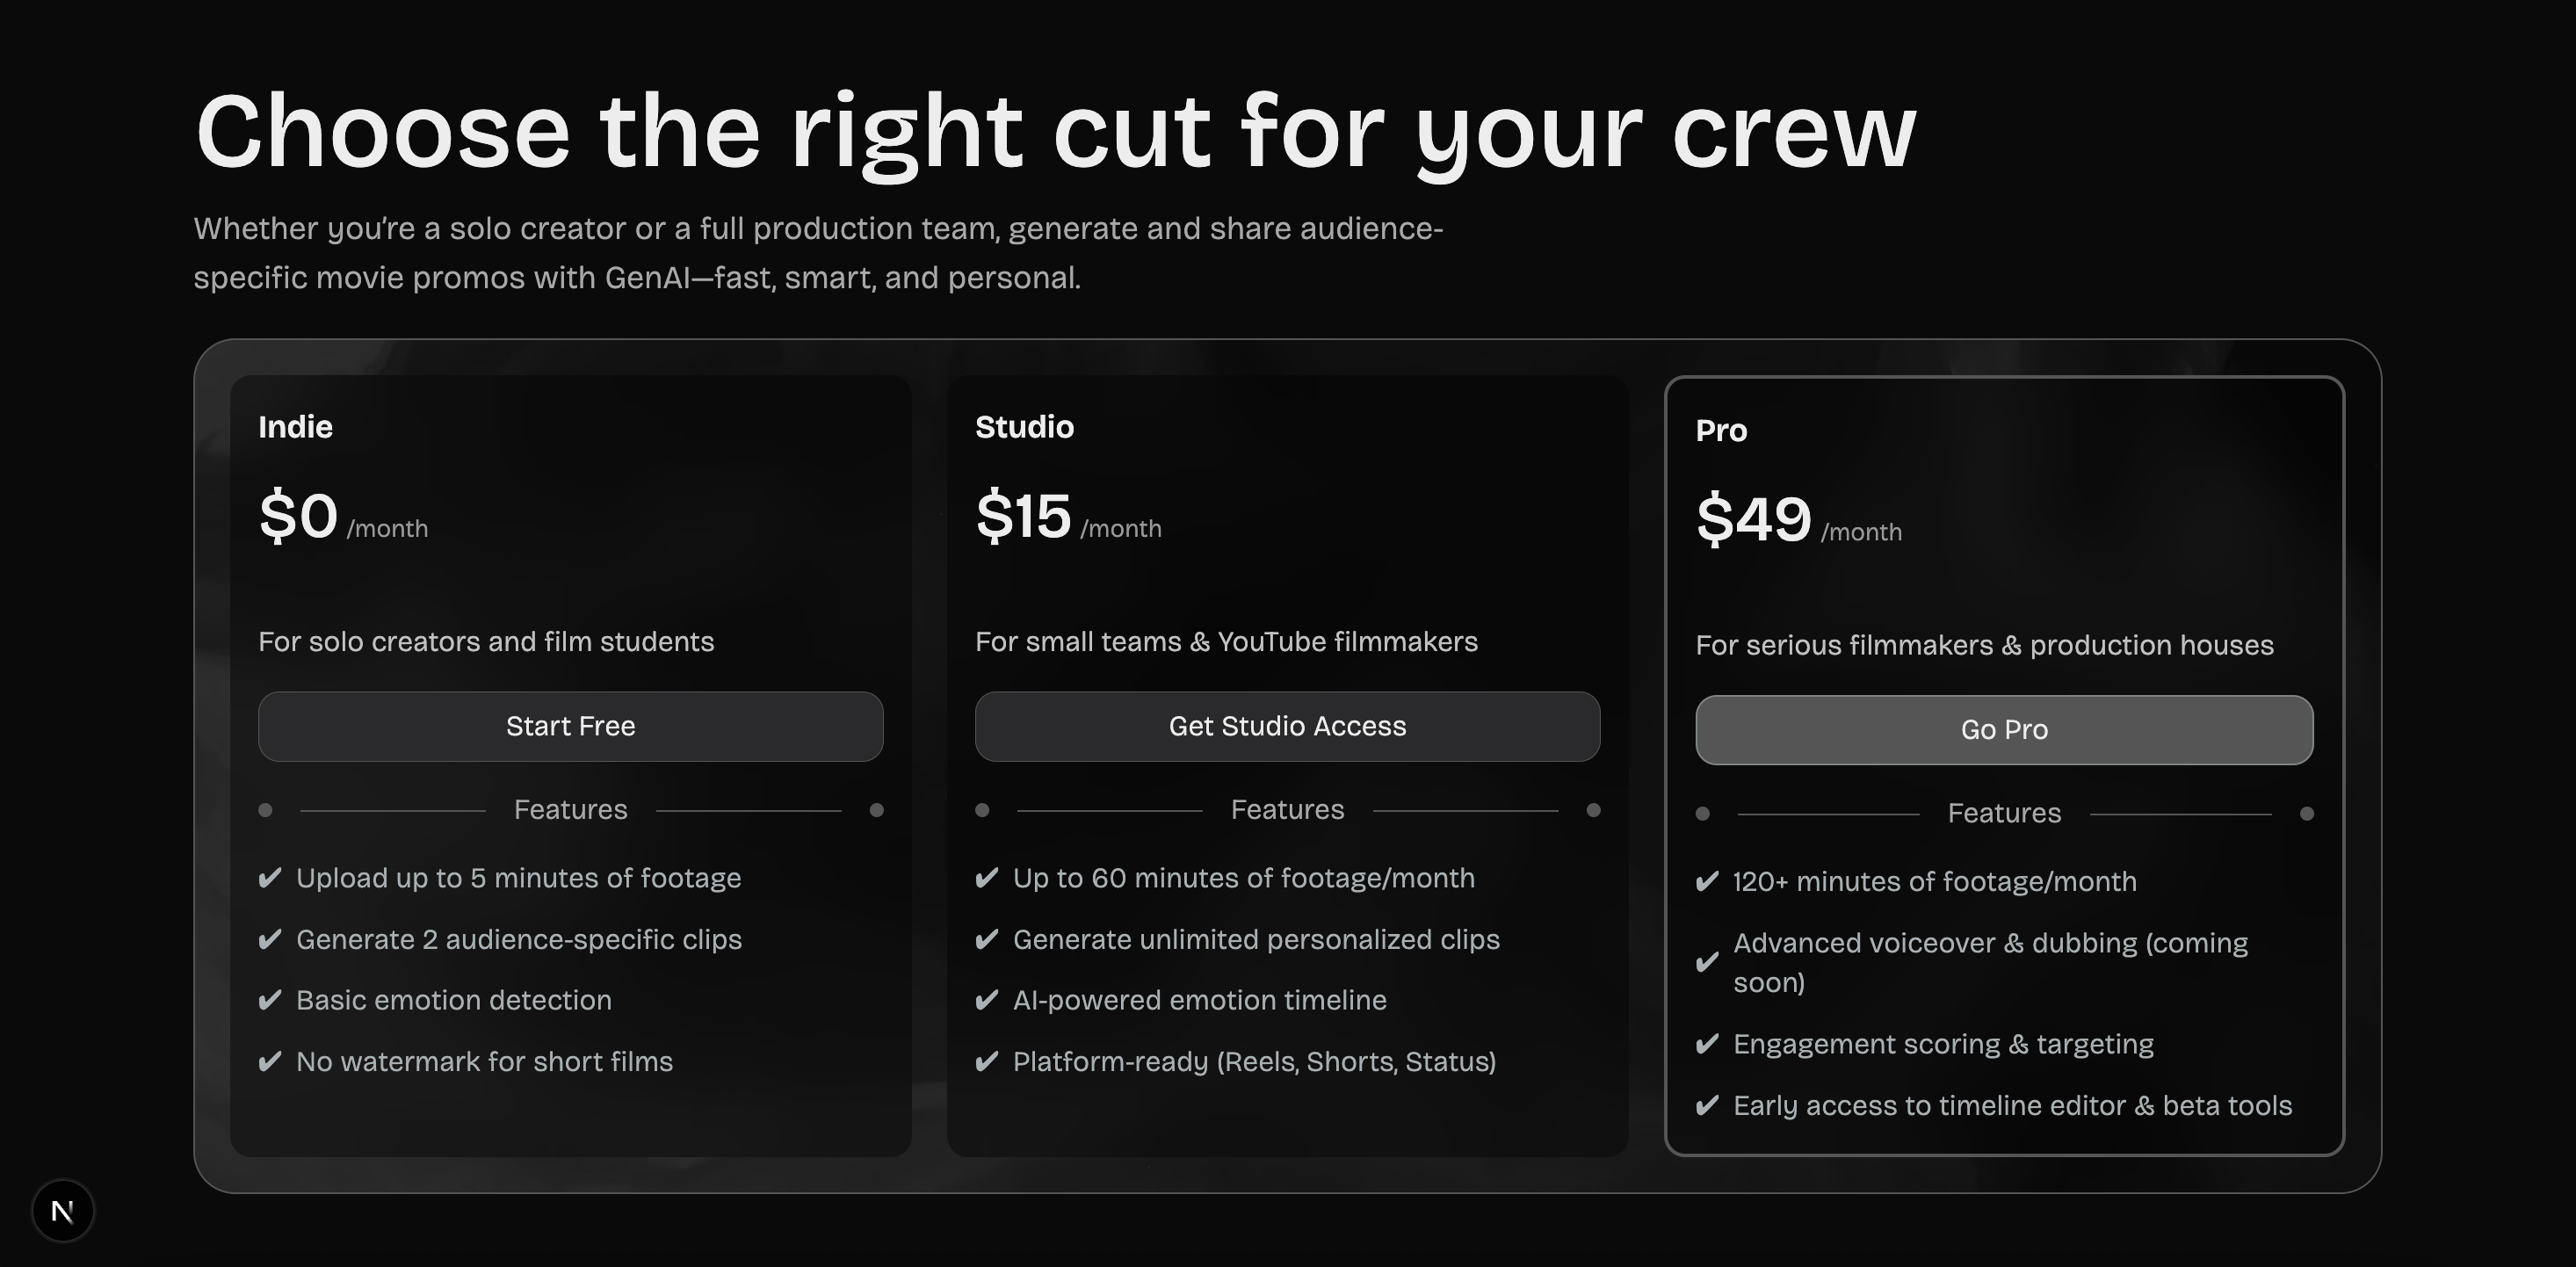 Choose the right cut for your crew
Whether you’re a solo creator or a full production team, generate and share audience-
specific movie promos with GenAI—fast, smart, and personal.
Indie
$0 /month
For solo creators and film students
Start Free
Features
✔ Upload up to 5 minutes of footage
✔ Generate 2 audience-specific clips
✔ Basic emotion detection
✔ No watermark for short films
Studio
$15 /month
For small teams & YouTube filmmakers
Get Studio Access
Features
✔ Up to 60 minutes of footage/month
✔ Generate unlimited personalized clips
✔ AI-powered emotion timeline
✔ Platform-ready (Reels, Shorts, Status)
Pro
$49 /month
For serious filmmakers & production houses
Go Pro
Features
✔ 120+ minutes of footage/month
✔ Advanced voiceover & dubbing (coming
soon)
✔ Engagement scoring & targeting
✔ Early access to timeline editor & beta tools
N